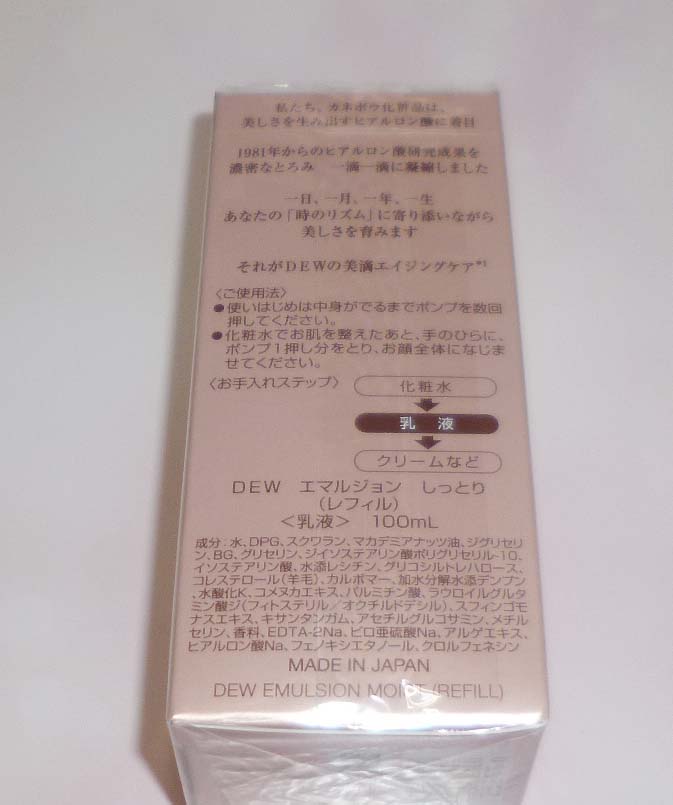 私たち、カネボウ化粧品は、
美しさを生み出すヒアルロン酸に着目
1981年からのヒアルロン酸研究成果を
濃密なとろみ　一滴一滴に凝縮しました
一日、一月、一年、一生
あなたの「時のリズム」に寄り添いながら
美しさを育みます
それがDEWの美滴エイジングケア*1
〈ご使用法〉
●使いはじめは中身がでるまでポンプを数回
押してください。
●化粧水でお肌を整えたあと、手のひらに、
ポンプ1押し分をとり、お顔全体になじま
せてください。
〈お手入れステップ〉 化粧水
乳　液
クリームなど
DEW　エマルジョン　しっとり
（レフィル）
＜乳液＞　100mL
成分：水、DPG、スクワラン、マカデミアナッツ油、ジグリセリ
ン、BG、グリセリン、ジイソステアリン酸ポリグリセリル-10、
イソステアリン酸、水添レシチン、グリコシルトレハロース、
コレステロール（羊毛）、カルボマー、加水分解水添デンプン
、水酸化K、コメヌカエキス、パルミチン酸、ラウロイルグルタ
ミン酸ジ（フィトステリル／オクチルドデシル）、スフィンゴモ
ナスエキス、キサンタンガム、アセチルグルコサミン、メチル
セリン、香料、EDTA-2Na、ピロ亜硫酸Na、アルゲエキス、
ヒアルロン酸Na、フェノキシエタノール、クロルフェネシン
MADE IN JAPAN
DEW EMULSION MOIST (REFILL)